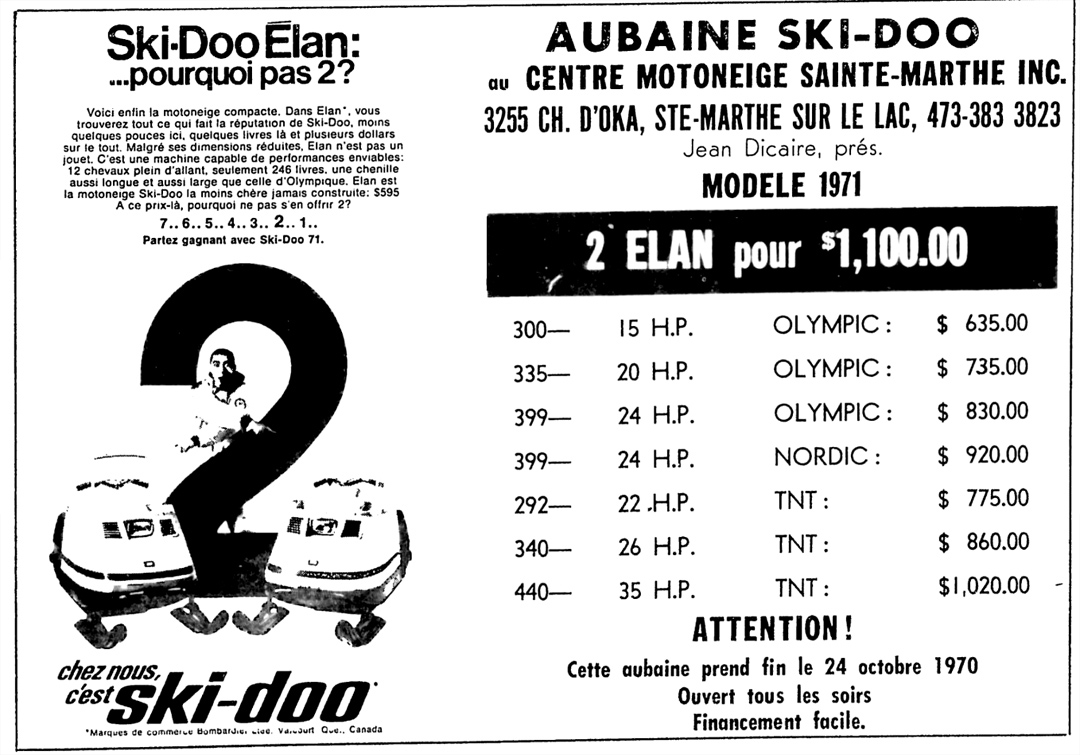 Ski-Doo Élan:
...pourquoi pas 2?
Voici enfin la motoneige compacte. Dans Elan*, vous
trouverez tout ce qui fait la réputation de Ski-Doo, moins
quelques pouces ici, quelques livres là et plusieurs dollars
sur le tout. Malgré ses dimensions réduites, Elan n'est pas un
jouet. C'est une machine capable de performances enviables:
12 chevaux plein d'allant, seulement 246 livres, une chenille
aussi longue et aussi large que celle d'Olympique. Elan est
la motoneige Ski-Doo la moins chère jamais construite: $595
A ce prix-là, pourquoi ne pas s'en offrir 2?
7.. 6.. 5.. 4.. 3.. 2.. 1..
Partez gagnant avec Ski-Doo 71.
chez nous,
c'est ski-doo*
*Marques de commerce Bombardier Ltée. Valcourt Qué., Canada
AUBAINE SKI-DOO
au CENTRE MOTONEIGE SAINTE-MARTHE INC.
3255 CH. D'OKA, STE-MARTHE SUR LE LAC, 473-383 3823
Jean Dicaire, prés.
MODELE 1971
2 ELAN pour $1,100.00
300— 15 H.P. OLYMPIC : $ 635.00
335— 20 H.P. OLYMPIC : $ 735.00
399— 24 H.P. OLYMPIC : $ 830.00
399— 24 H.P. NORDIC : $ 920.00
292— 22 .H.P. TNT : $ 775.00
340— 26 H.P. TNT : $ 860.00
440— 35 H.P. TNT : $1,020.00
ATTENTION !
Cette aubaine prend fin le 24 octobre 1970
Ouvert tous les soirs
Financement facile.